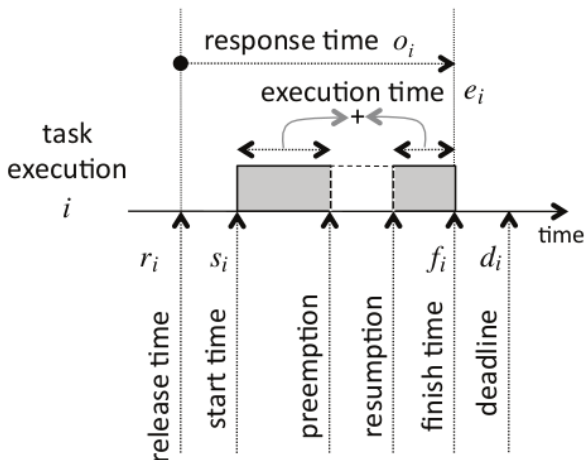 response time o_i
execution time e_i
+
task
execution
i
time
r_i
s_i
f_i
d_i
release time
start time
preemption
resumption
finish time
deadline